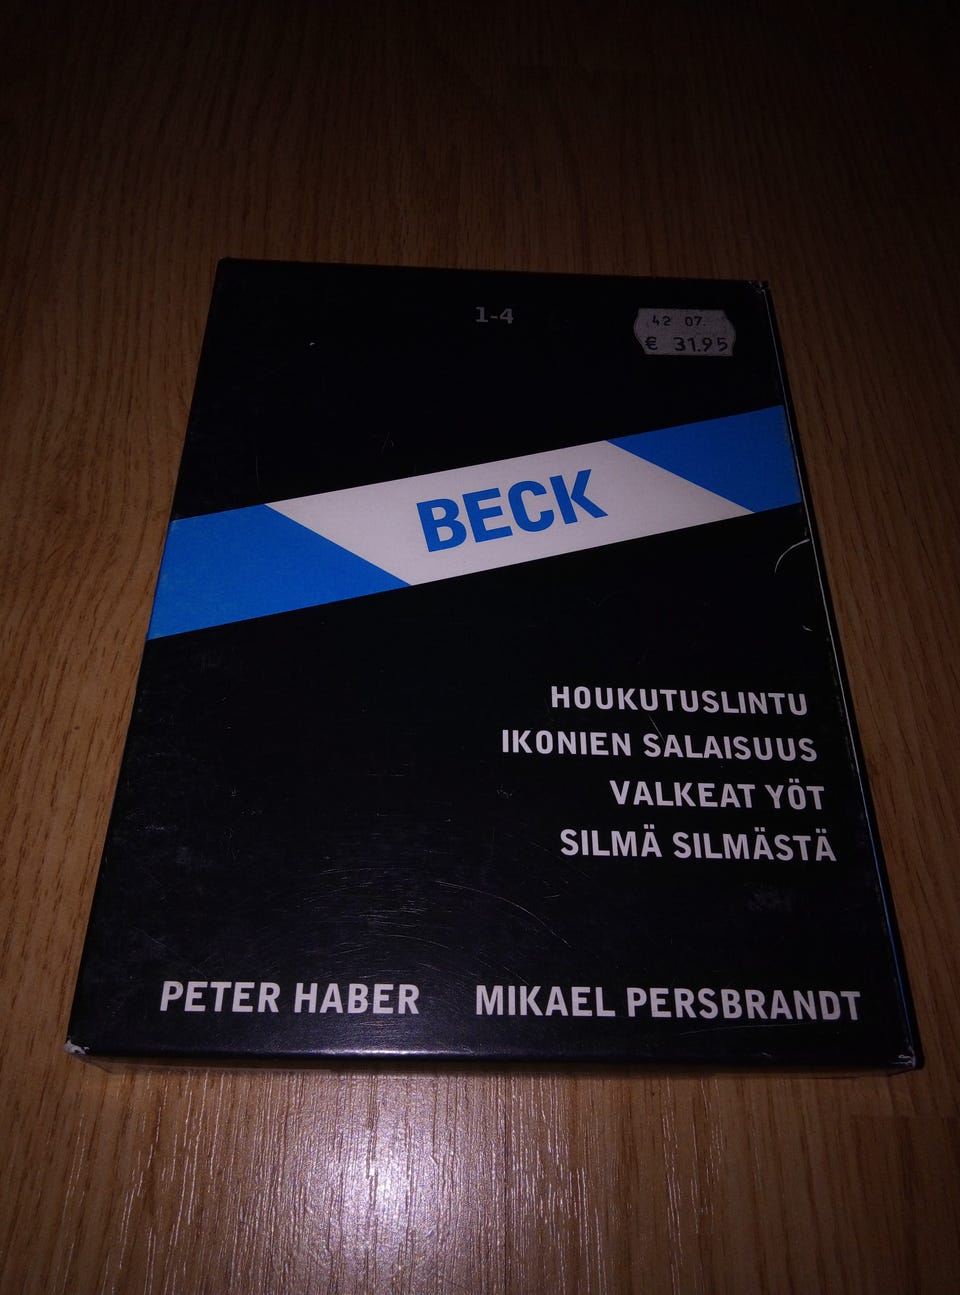 1-4
42 07.
€ 31.95
BECK
HOUKUTUSLINTU
IKONIEN SALAISUUS
VALKEAT YÖT
SILMÄ SILMÄSTÄ
PETER HABER MIKAEL PERSBRANDT